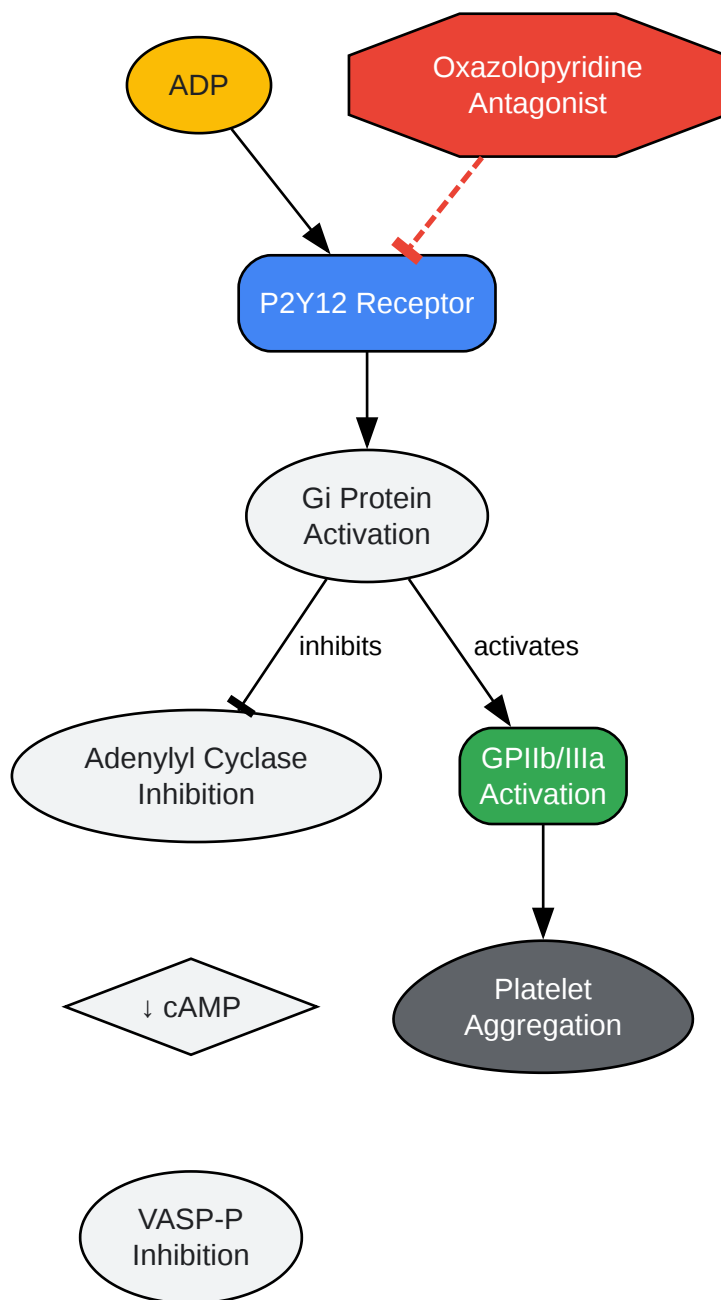 ADP
Oxazolopyridine
Antagonist
P2Y12 Receptor
Gi Protein
Activation
inhibits
activates
Adenylyl Cyclase
Inhibition
GPIIb/IIIa
Activation
↓ cAMP
Platelet
Aggregation
VASP-P
Inhibition